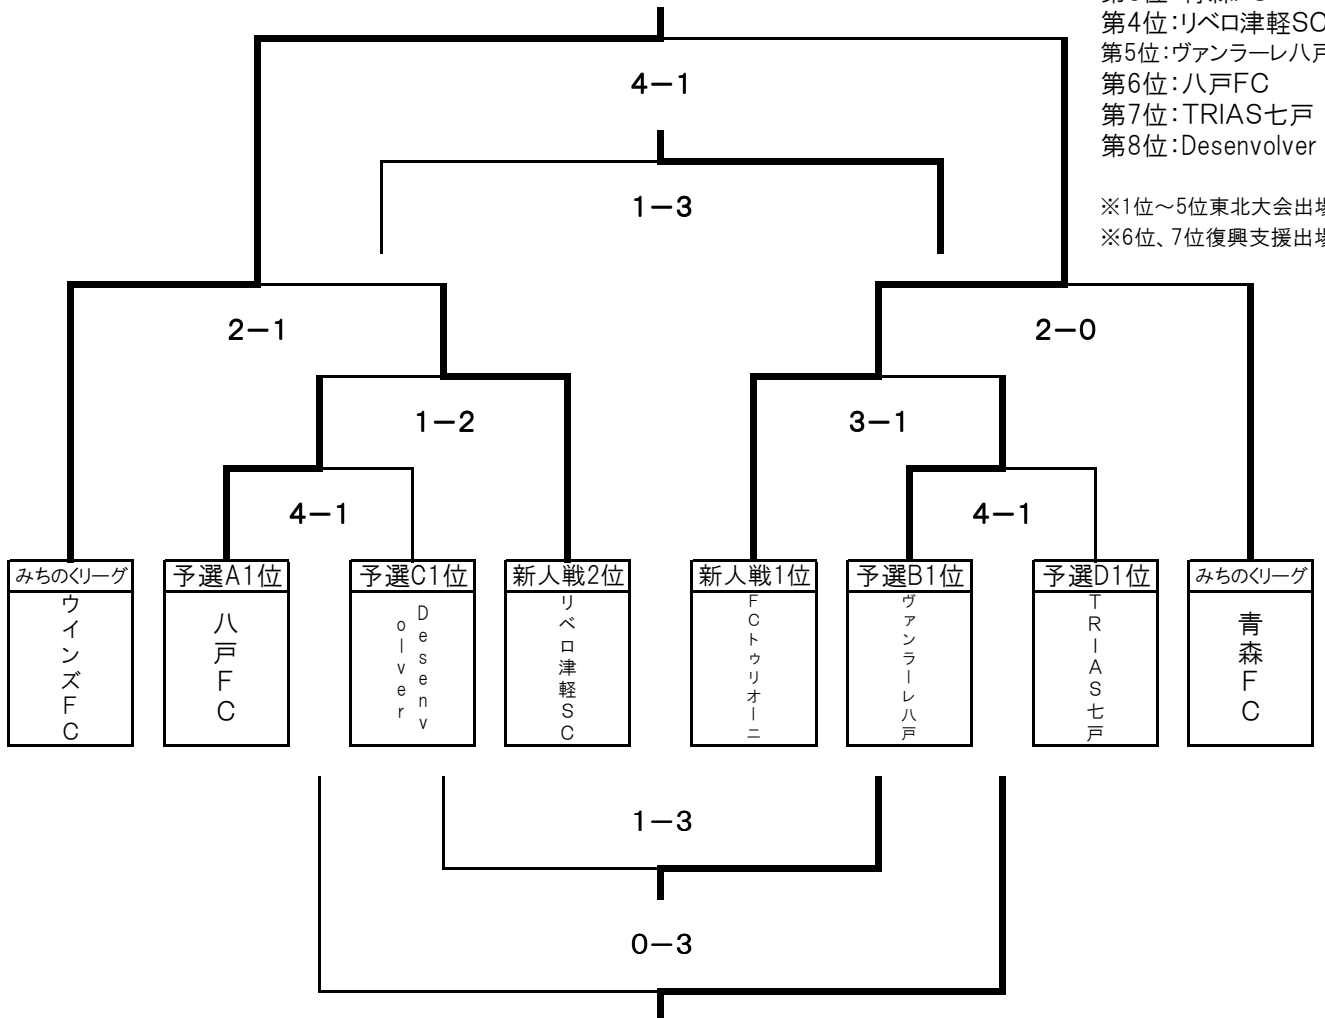 第4位：リベロ津軽SC
第5位：ヴァンラーレ八戸
第6位：八戸FC
第7位：TRIAS七戸
第8位：Desenvolver
※1位～5位東北大会出場
※6位、7位復興支援出場
4－1
1－3
2－1
2－0
1－2
3－1
4－1
4－1
みちのくリーグ
予選A1位
予選C1位
新人戦2位
新人戦1位
予選B1位
予選D1位
みちのくリーグ
ウインズFC
八戸FC
Desenv
olver
リベロ津軽SC
FCトゥリオーニ
ヴァンラーレ八戸
TRIAS七戸
青森FC
1－3
0－3